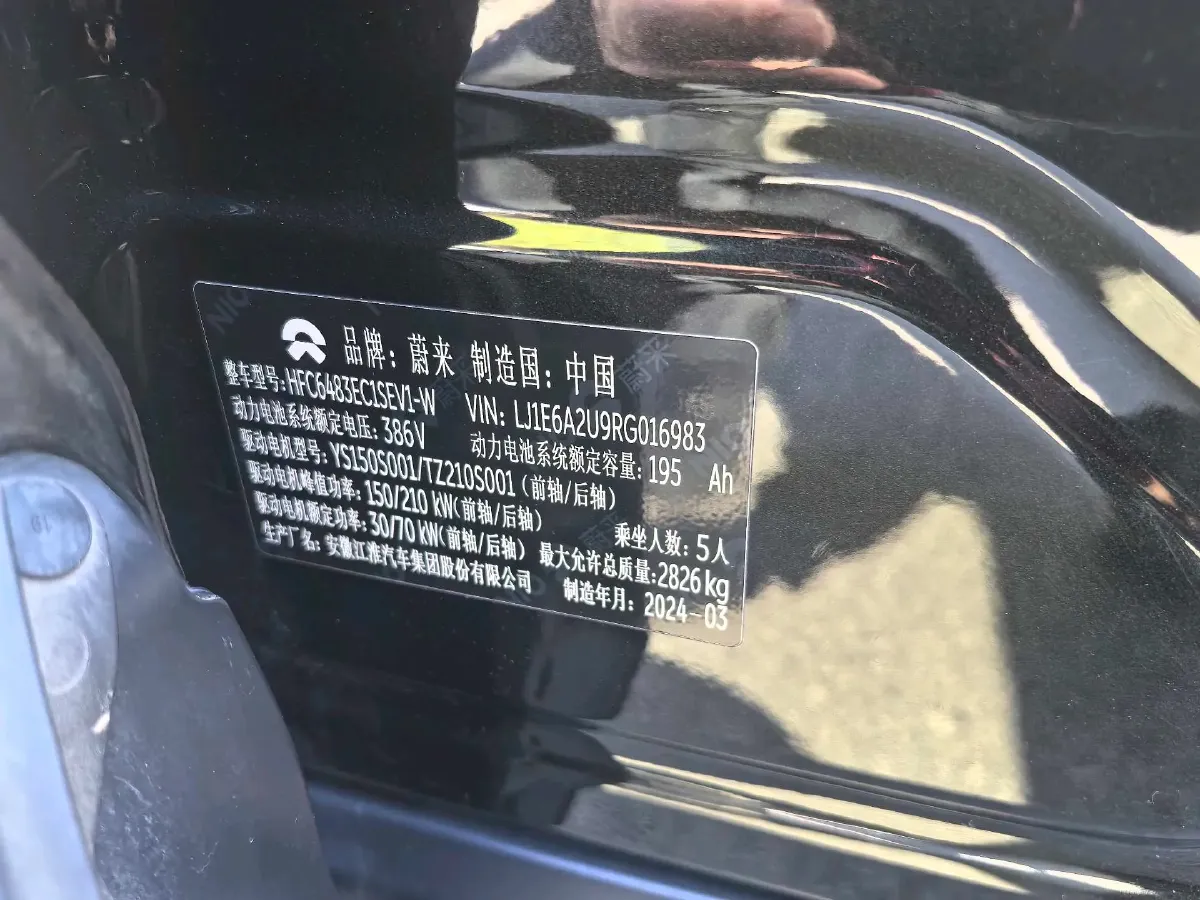 品牌：蔚来 制造国：中国
整车型号：HFC6483EC1SEV1-W VIN：LJ1E6A2U9RG016983
动力电池系统额定电压：386V 动力电池系统额定容量：195 Ah
驱动电机型号：YS150S001/TZ210S001（前轴/后轴）
驱动电机峰值功率：150/210 kW（前轴/后轴） 乘坐人数：5人
驱动电机额定功率：30/70 kW（前轴/后轴） 最大允许总质量：2826kg
生产厂名：安徽江淮汽车集团股份有限公司 制造年月：2024-03